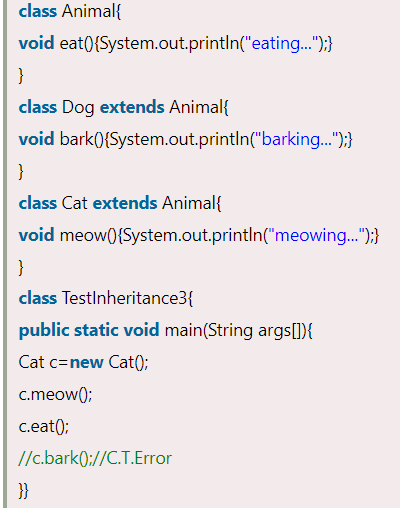 class Animal{
void eat(){System.out.println("eating...");}
}
class Dog extends Animal{
void bark(){System.out.println("barking...");}
}
class Cat extends Animal{
void meow(){System.out.println("meowing...");}
}
class TestInheritance3{
public static void main(String args[]){
Cat c=new Cat();
c.meow();
c.eat();
//c.bark();//C.T.Error
}}